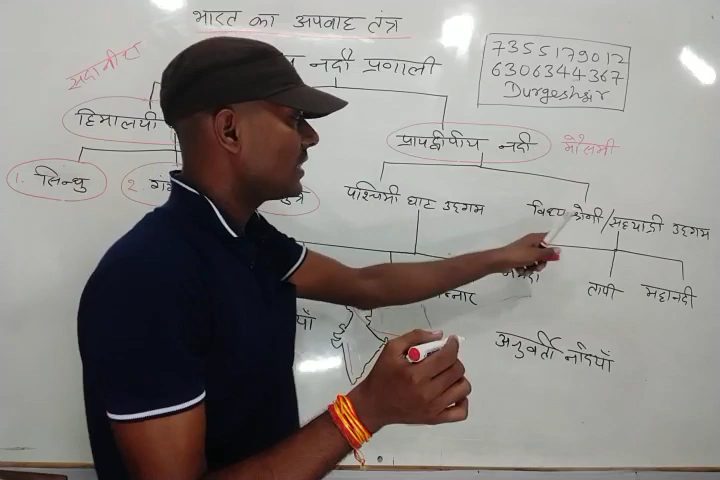 भारत का अपवाह तंत्र
7355179012
6306344367
Durgeshsir
सदानीरा
नदी प्रणाली
हिमालयी
प्रायद्वीपीय नदी
मौसमी
1. सिन्धु
2. गं
पश्चिमी घाट उद्गम
विंध्य श्रेणी/सह्याद्री उद्गम
तापी
महानदी
अनुवर्ती नदियाँ